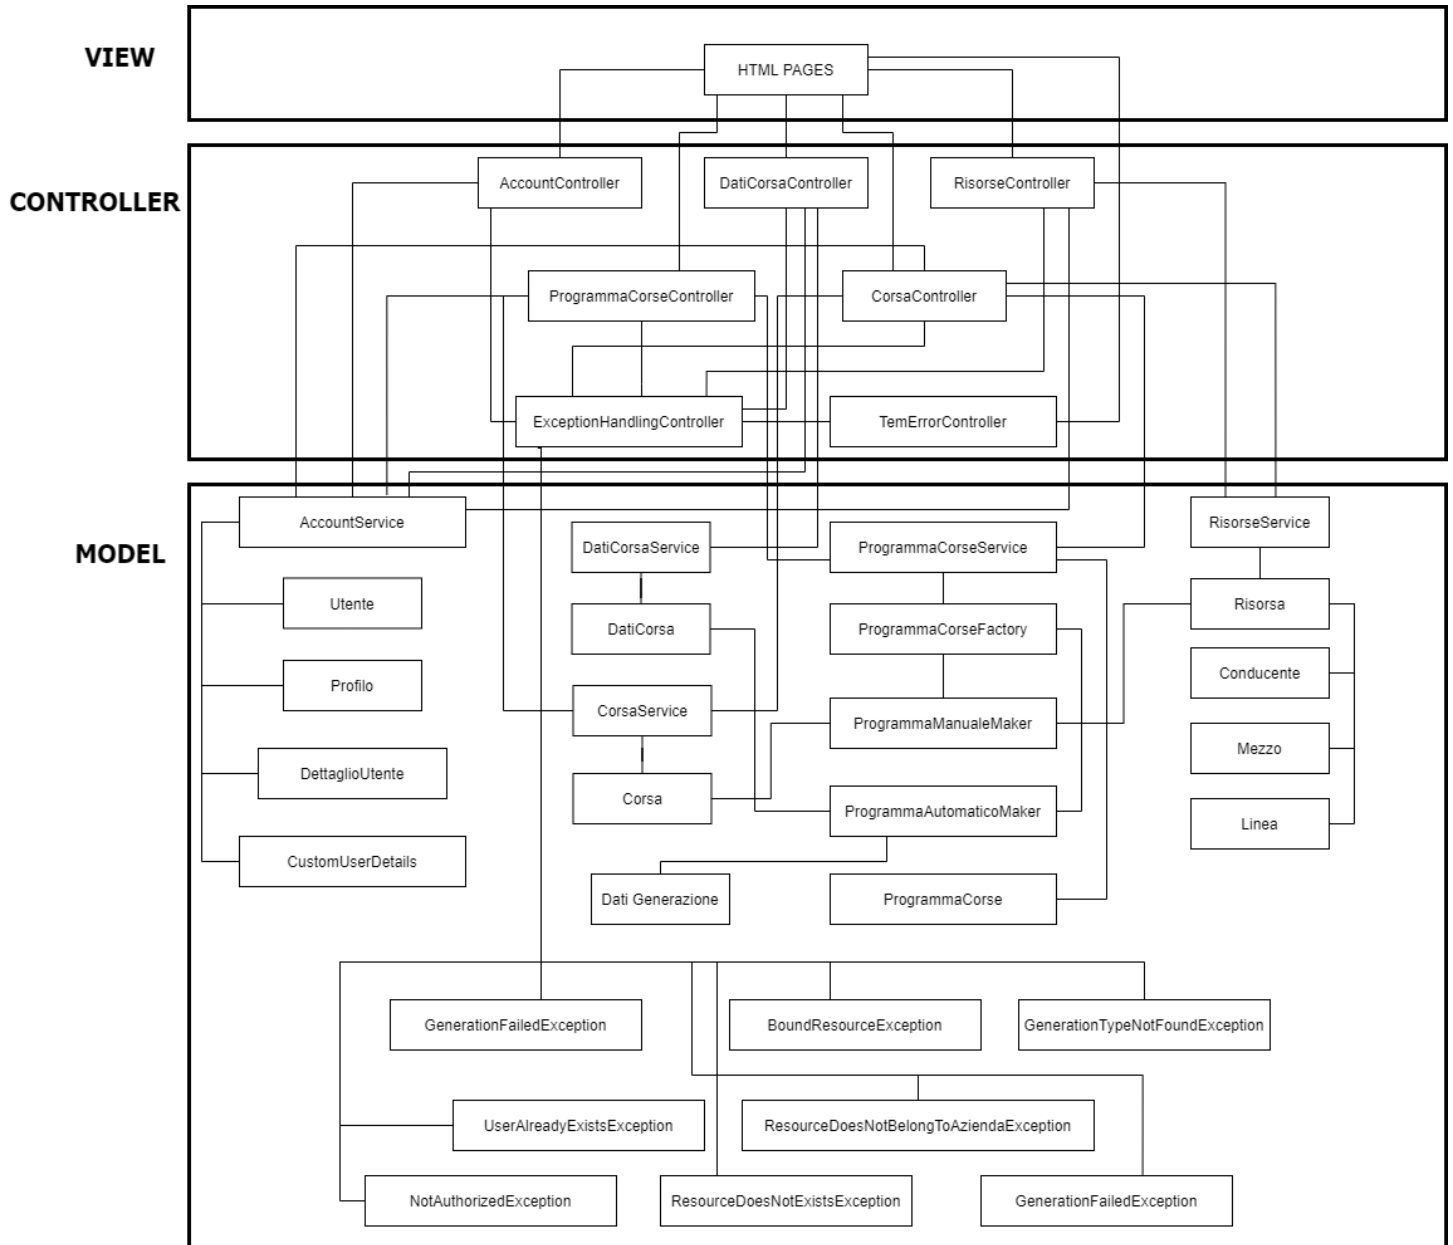 VIEW
HTML PAGES
CONTROLLER
AccountController
DatiCorsaController
RisorseController
ProgrammaCorseController
CorsaController
ExceptionHandlingController
TemErrorController
MODEL
AccountService
DatiCorsaService
ProgrammaCorseService
RisorseService
Utente
DatiCorsa
ProgrammaCorseFactory
Risorsa
Profilo
CorsaService
ProgrammaManualeMaker
Conducente
DettaglioUtente
Corsa
ProgrammaAutomaticoMaker
Mezzo
CustomUserDetails
Dati Generazione
ProgrammaCorse
Linea
GenerationFailedException
BoundResourceException
GenerationTypeNotFoundException
UserAlreadyExistsException
ResourceDoesNotBelongToAziendaException
NotAuthorizedException
ResourceDoesNotExistsException
GenerationFailedException